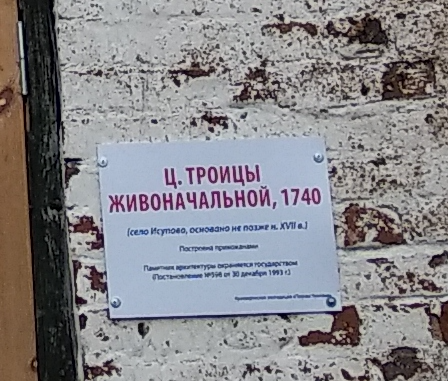 Ц. ТРОИЦЫ
ЖИВОНАЧАЛЬНОЙ, 1740
(село Исупово, основано не позже н. XVII в.)
Построена прихожанами
Памятник архитектуры охраняется государством
(Постановление №598 от 30 декабря 1993 г.)